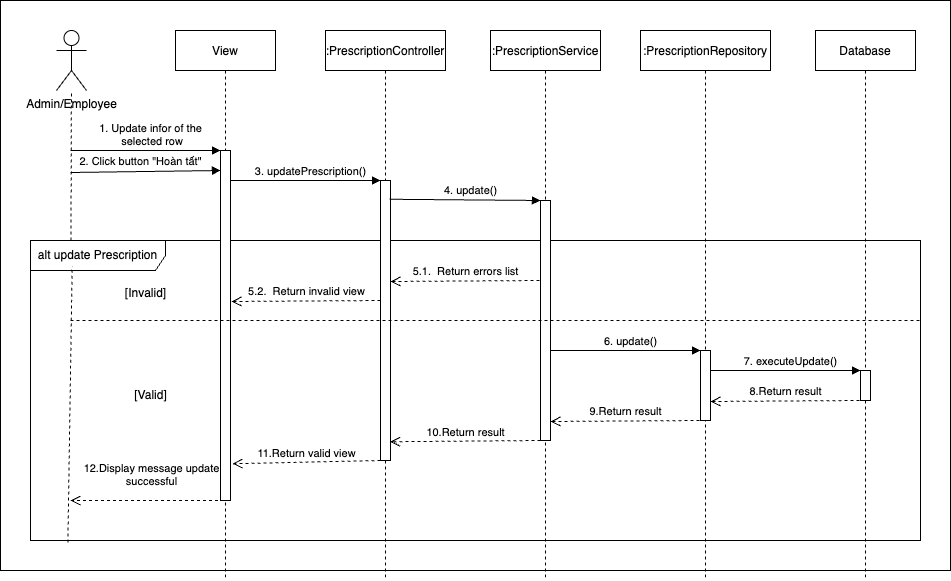 View
:PrescriptionController
:PrescriptionService
:PrescriptionRepository
Database
Admin/Employee
1. Update infor of the
selected row
2. Click button "Hoàn tất"
3. updatePrescription()
4. update()
alt update Prescription
5.1. Return errors list
[Invalid]
5.2. Return invalid view
6. update()
7. executeUpdate()
[Valid]
8.Return result
9.Return result
10.Return result
11.Return valid view
12.Display message update
successful